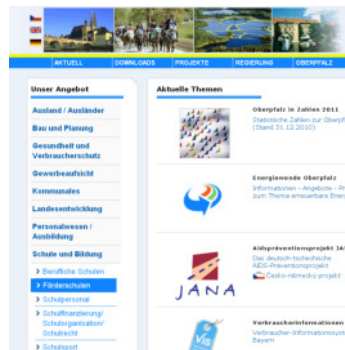 AKTUELL DOWNLOADS PROJEKTE REGIERUNG OBERPFALZ
Unser Angebot
Ausland / Ausländer
Bau und Planung
Gesundheit und
Verbraucherschutz
Gewerbeaufsicht
Kommunales
Landesentwicklung
Personalwesen /
Ausbildung
Schule und Bildung
Berufliche Schulen
Förderschulen
Schulpersonal
Schulfinanzierung/
Schulorganisation/
Schulrecht
Schulsport
Aktuelle Themen
Oberpfalz in Zahlen 2011
Statistische Zahlen zur Oberpf
(Stand 31.12.2010)
Energiewende Oberpfalz
Informationen - Angebote - P
zum Thema erneuerbare Ener
JANA
Aidspräventionsprojekt JA
Das deutsch-tschechische
AIDS-Präventionsprojekt
Česko-německý projekt
Vis
Verbraucherinformationen
Verbraucher-Informationssyst
Bayern